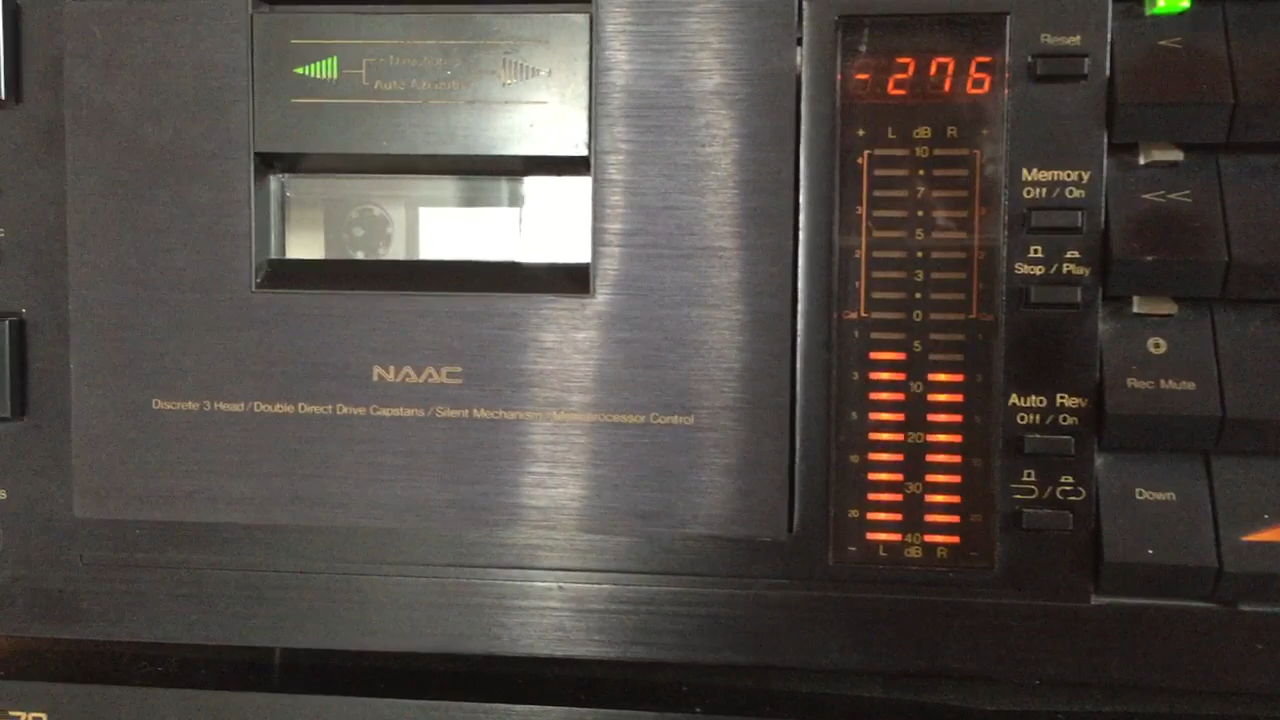 Auto Azimuth
NAAC
Discrete 3 Head / Double Direct Drive Capstans / Silent Mechanism / Microprocessor Control
-276
+ L dB R +
10
7
5
3
0
5
10
20
30
40
- L dB R -
Reset
Memory
Off / On
Stop / Play
Auto Rev.
Off / On
<
<<
Rec Mute
Down